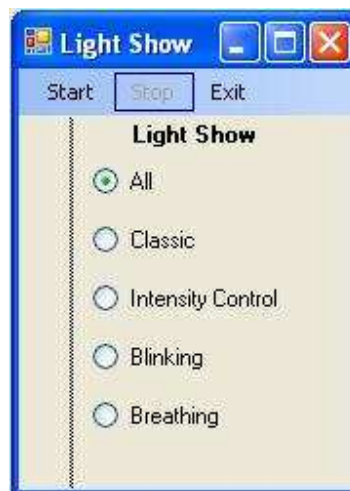 Light Show
Start Stop Exit
Light Show
All
Classic
Intensity Control
Blinking
Breathing